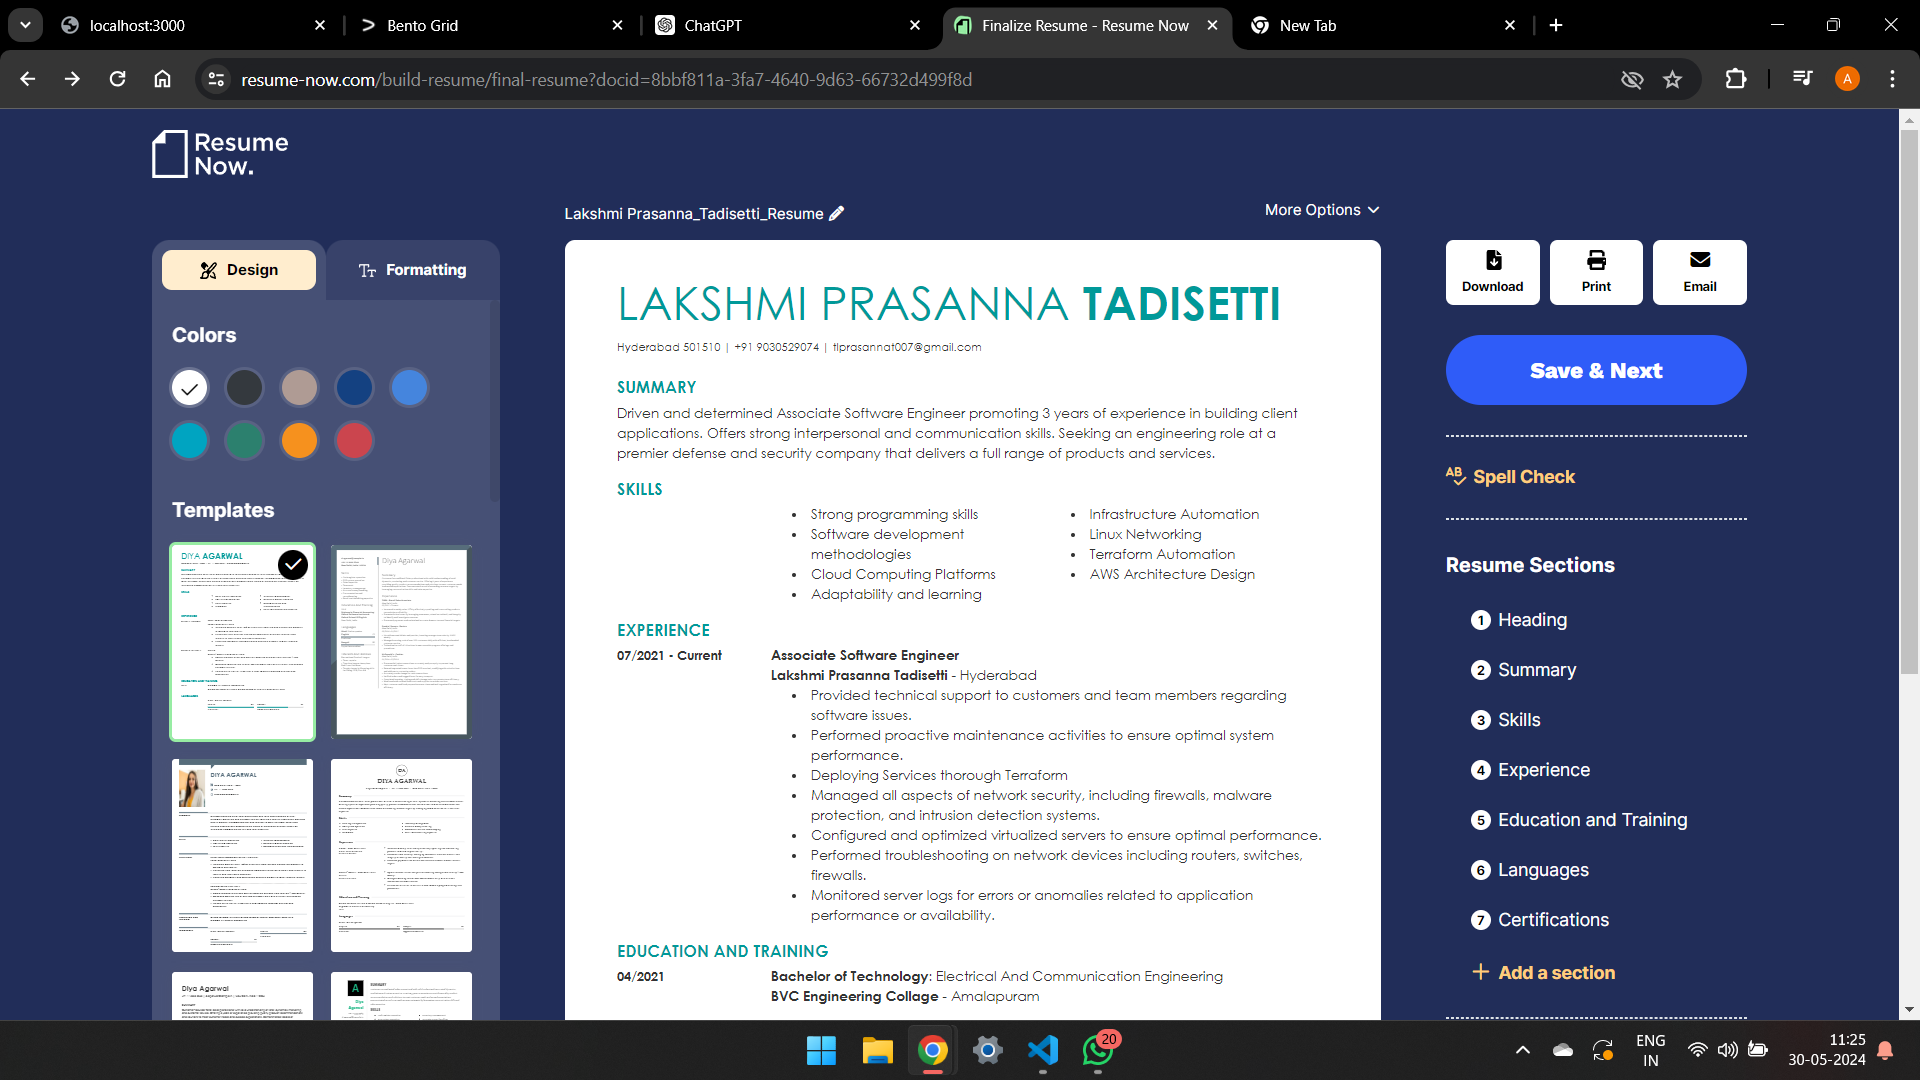 localhost:3000
Bento Grid
ChatGPT
Finalize Resume - Resume Now
New Tab
resume-now.com/build-resume/final-resume?docid=8bbf811a-3fa7-4640-9d63-66732d499f8d
A
Resume
Now.
Lakshmi Prasanna_Tadisetti_Resume
More Options
Design
Tт Formatting
Colors
Templates
DIYA AGARWAL
Diya Agarwal
DIYA AGARWAL
DA
DIYA AGARWAL
Diya Agarwal
A
SUMMARY
Diya
Agarwal
SKILLS
LAKSHMI PRASANNA TADISETTI
Hyderabad 501510 | +91 9030529074 | tlprasannat007@gmail.com
SUMMARY
Driven and determined Associate Software Engineer promoting 3 years of experience in building client
applications. Offers strong interpersonal and communication skills. Seeking an engineering role at a
premier defense and security company that delivers a full range of products and services.
SKILLS
• Strong programming skills
• Software development
methodologies
• Cloud Computing Platforms
• Adaptability and learning
• Infrastructure Automation
• Linux Networking
• Terraform Automation
• AWS Architecture Design
EXPERIENCE
07/2021 - Current
Associate Software Engineer
Lakshmi Prasanna Tadisetti - Hyderabad
• Provided technical support to customers and team members regarding
software issues.
• Performed proactive maintenance activities to ensure optimal system
performance.
• Deploying Services thorough Terraform
• Managed all aspects of network security, including firewalls, malware
protection, and intrusion detection systems.
• Configured and optimized virtualized servers to ensure optimal performance.
• Performed troubleshooting on network devices including routers, switches,
firewalls.
• Monitored server logs for errors or anomalies related to application
performance or availability.
EDUCATION AND TRAINING
04/2021
Bachelor of Technology: Electrical And Communication Engineering
BVC Engineering Collage - Amalapuram
Download
Print
Email
Save & Next
AB Spell Check
Resume Sections
1 Heading
2 Summary
3 Skills
4 Experience
5 Education and Training
6 Languages
7 Certifications
+ Add a section
20
ENG
IN
11:25
30-05-2024